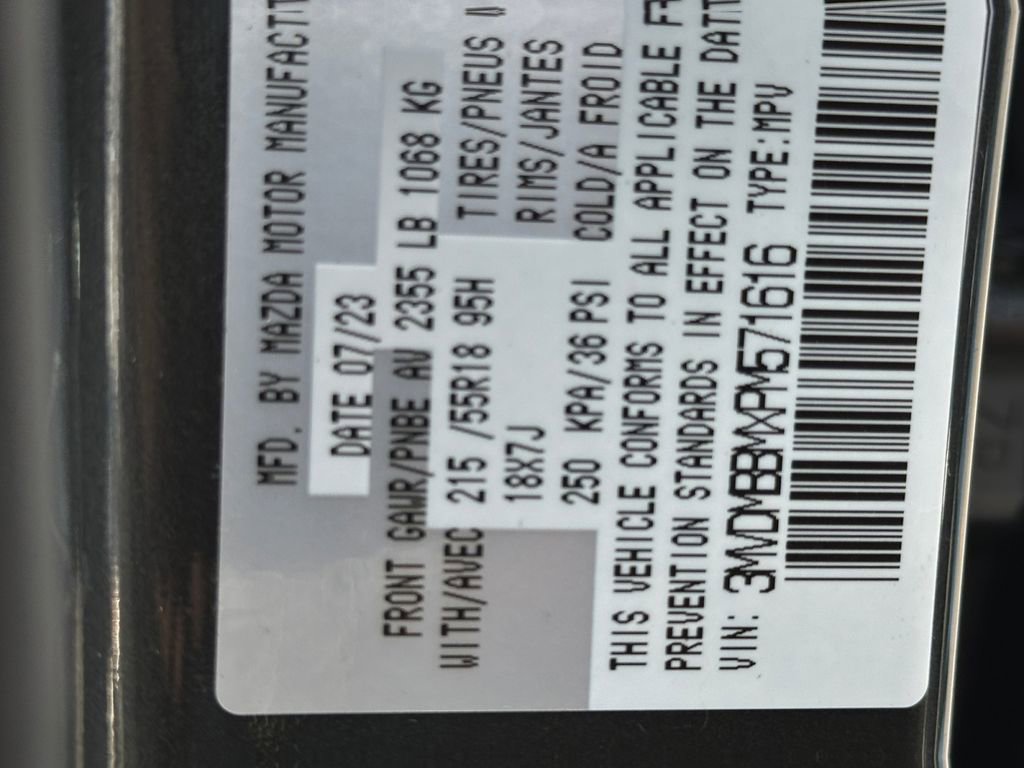 MFD. BY MAZDA MOTOR
DATE 07/23
FRONT GAWR/PNBE AV 2355 LB 1068 KG
WITH/AVEC 215 /55R18 95H TIRES/PNEUS
18X7J RIMS/JANTES
250 KPA/36 PSI COLD/A FROID
THIS VEHICLE CONFORMS TO ALL APPLICABLE
PREVENTION STANDARDS IN EFFECT ON THE
VIN: 3MVDMBBMXPM571616 TYPE:MPV